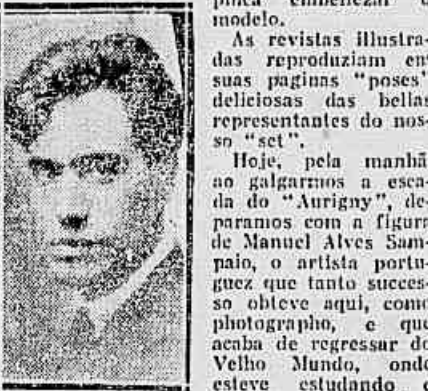 embellezar o
modelo.
As revistas illustra-
das reproduziam em
suas paginas "poses"
deliciosas das bellas
representantes do nos-
so "set".
Hoje, pela manhã
ao galgarmos a esca-
da do "Aurigny", de-
paramos com a figura
de Manuel Alves Sam-
paio, o artista portu-
guez que tanto succes-
so obteve aqui, como
photographo, e que
acaba de regressar do
Velho Mundo, onde
esteve estudando e